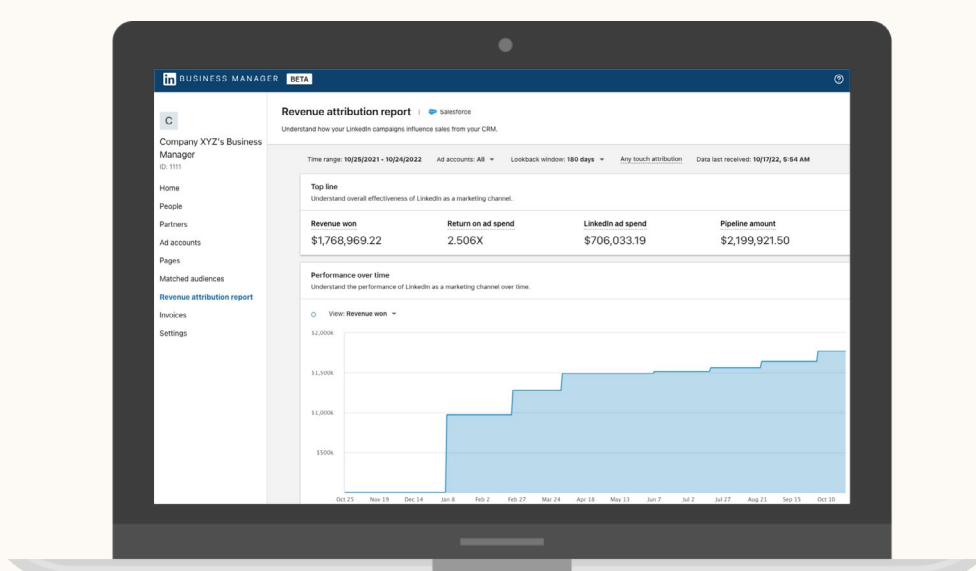 in BUSINESS MANAGER BETA
C
Company XYZ's Business
Manager
ID: 1111
Home
People
Partners
Ad accounts
Pages
Matched audiences
Revenue attribution report
Invoices
Settings
Revenue attribution report | Salesforce
Understand how your LinkedIn campaigns influence sales from your CRM.
Time range: 10/25/2021 - 10/24/2022 Ad accounts: All Lookback window: 180 days Any touch attribution Data last received: 10/17/22, 5:54 AM
Top line
Understand overall effectiveness of LinkedIn as a marketing channel.
Revenue won Return on ad spend LinkedIn ad spend Pipeline amount
$1,768,969.22 2.506X $706,033.19 $2,199,921.50
Performance over time
Understand the performance of LinkedIn as a marketing channel over time.
View: Revenue won
$2,000k
$1,500k
$1,000k
$500k
Oct 25 Nov 19 Dec 14 Jan 8 Feb 2 Feb 27 Mar 24 Apr 18 May 13 Jun 7 Jul 2 Jul 27 Aug 21 Sep 15 Oct 10